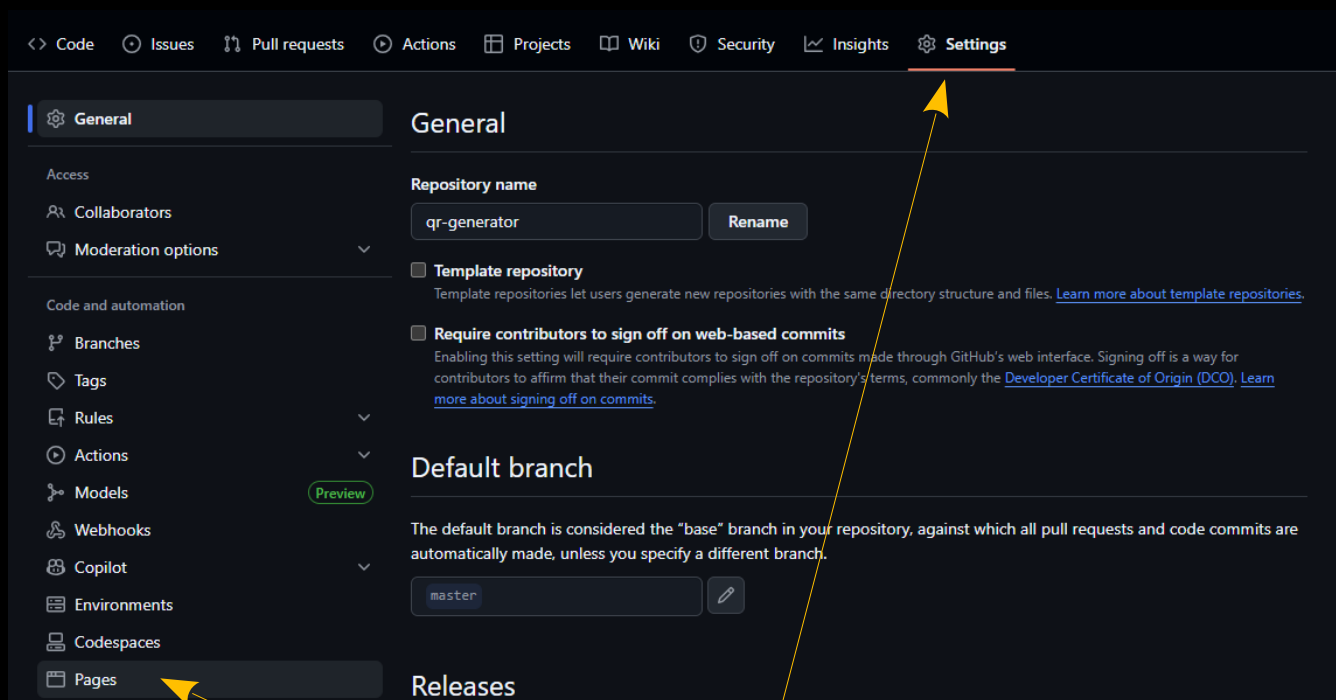 Code Issues Pull requests Actions Projects Wiki Security Insights Settings
General
Access
Collaborators
Moderation options
Code and automation
Branches
Tags
Rules
Actions
Models Preview
Webhooks
Copilot
Environments
Codespaces
Pages
General
Repository name
qr-generator Rename
Template repository
Template repositories let users generate new repositories with the same directory structure and files. Learn more about template repositories.
Require contributors to sign off on web-based commits
Enabling this setting will require contributors to sign off on commits made through GitHub's web interface. Signing off is a way for
contributors to affirm that their commit complies with the repository's terms, commonly the Developer Certificate of Origin (DCO). Learn
more about signing off on commits.
Default branch
The default branch is considered the “base” branch in your repository, against which all pull requests and code commits are
automatically made, unless you specify a different branch.
master
Releases